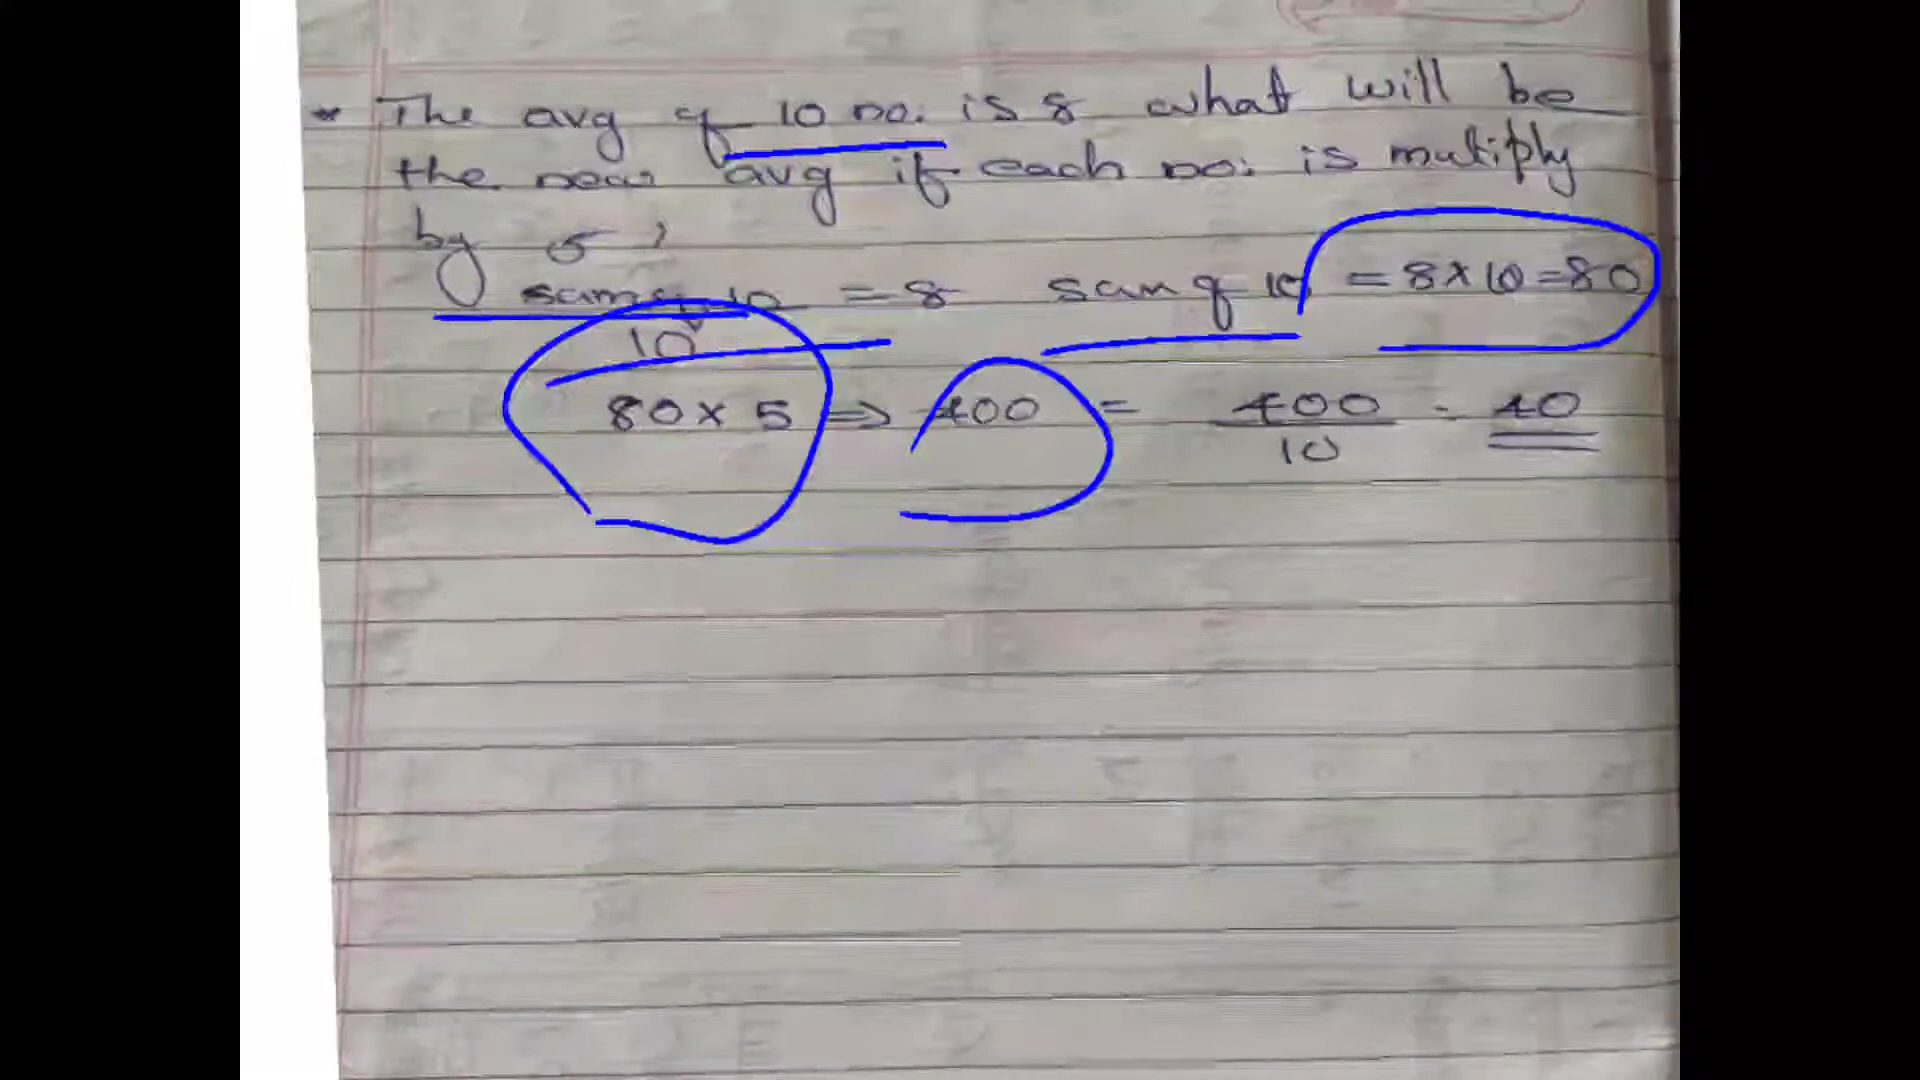 * The avg of 10 no. is 8 what will be
the new avg if each no. is multiply
by 5,
sum of 10 = 8 sum of 10 = 8 x 10 = 80
10
80 x 5 ⇒ 400 = 400 - 40
10